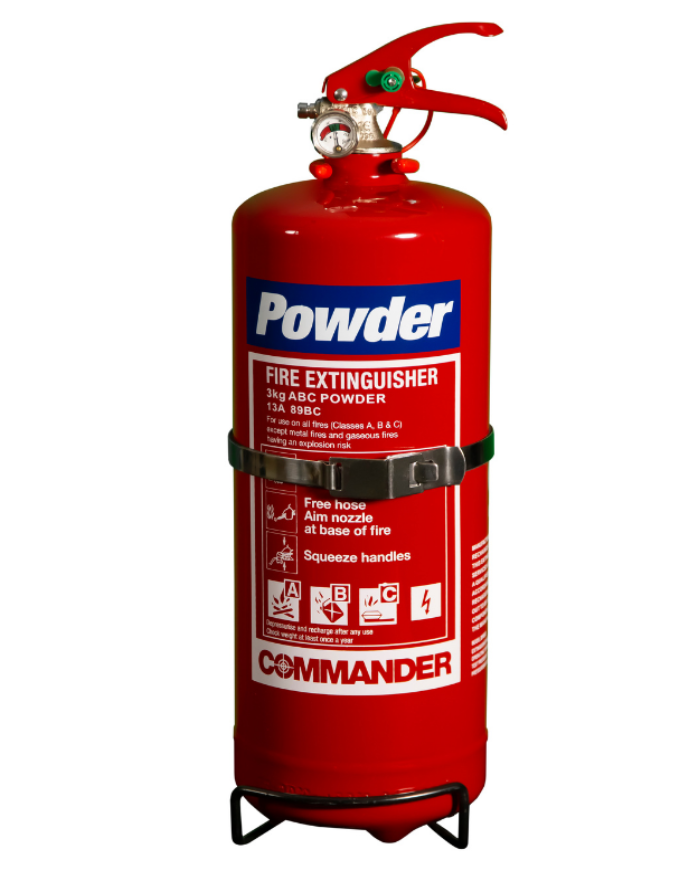 Powder
FIRE EXTINGUISHER
3kg ABC POWDER
13A 89BC
For use on all fires (Classes A, B & C)
except metal fires and gaseous fires
having an explosion risk
Free hose
Aim nozzle
at base of fire
Squeeze handles
A B C
Depressurise and recharge after any use
Check weight at least once a year
COMMANDER